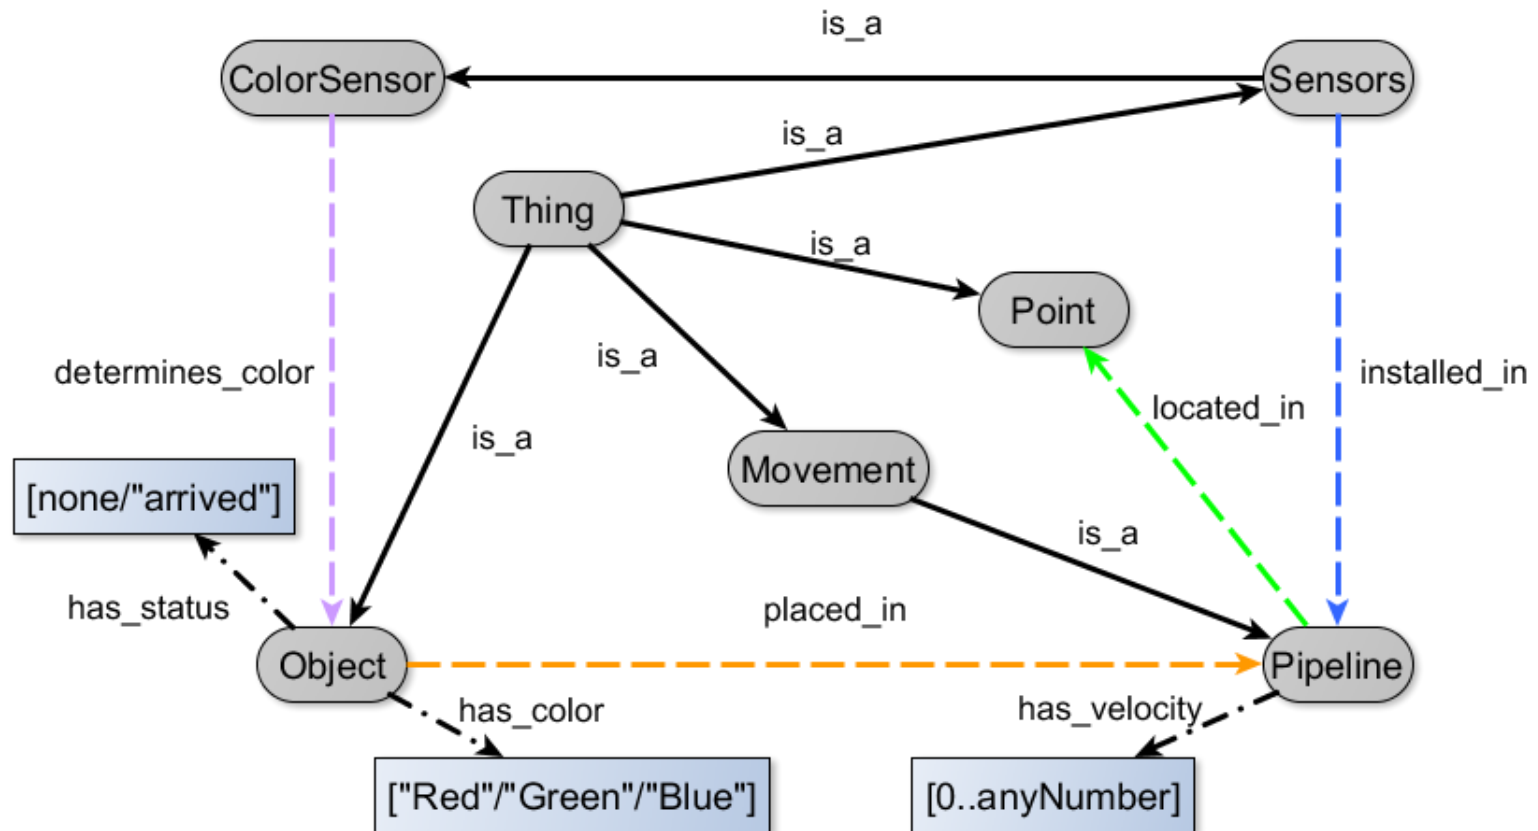 is_a
ColorSensor
Sensors
is_a
Thing
is_a
Point
is_a
determines_color
installed_in
located_in
is_a
Movement
[none/"arrived"]
is_a
has_status
placed_in
Object
Pipeline
has_color
has_velocity
["Red"/"Green"/"Blue"]
[0..anyNumber]